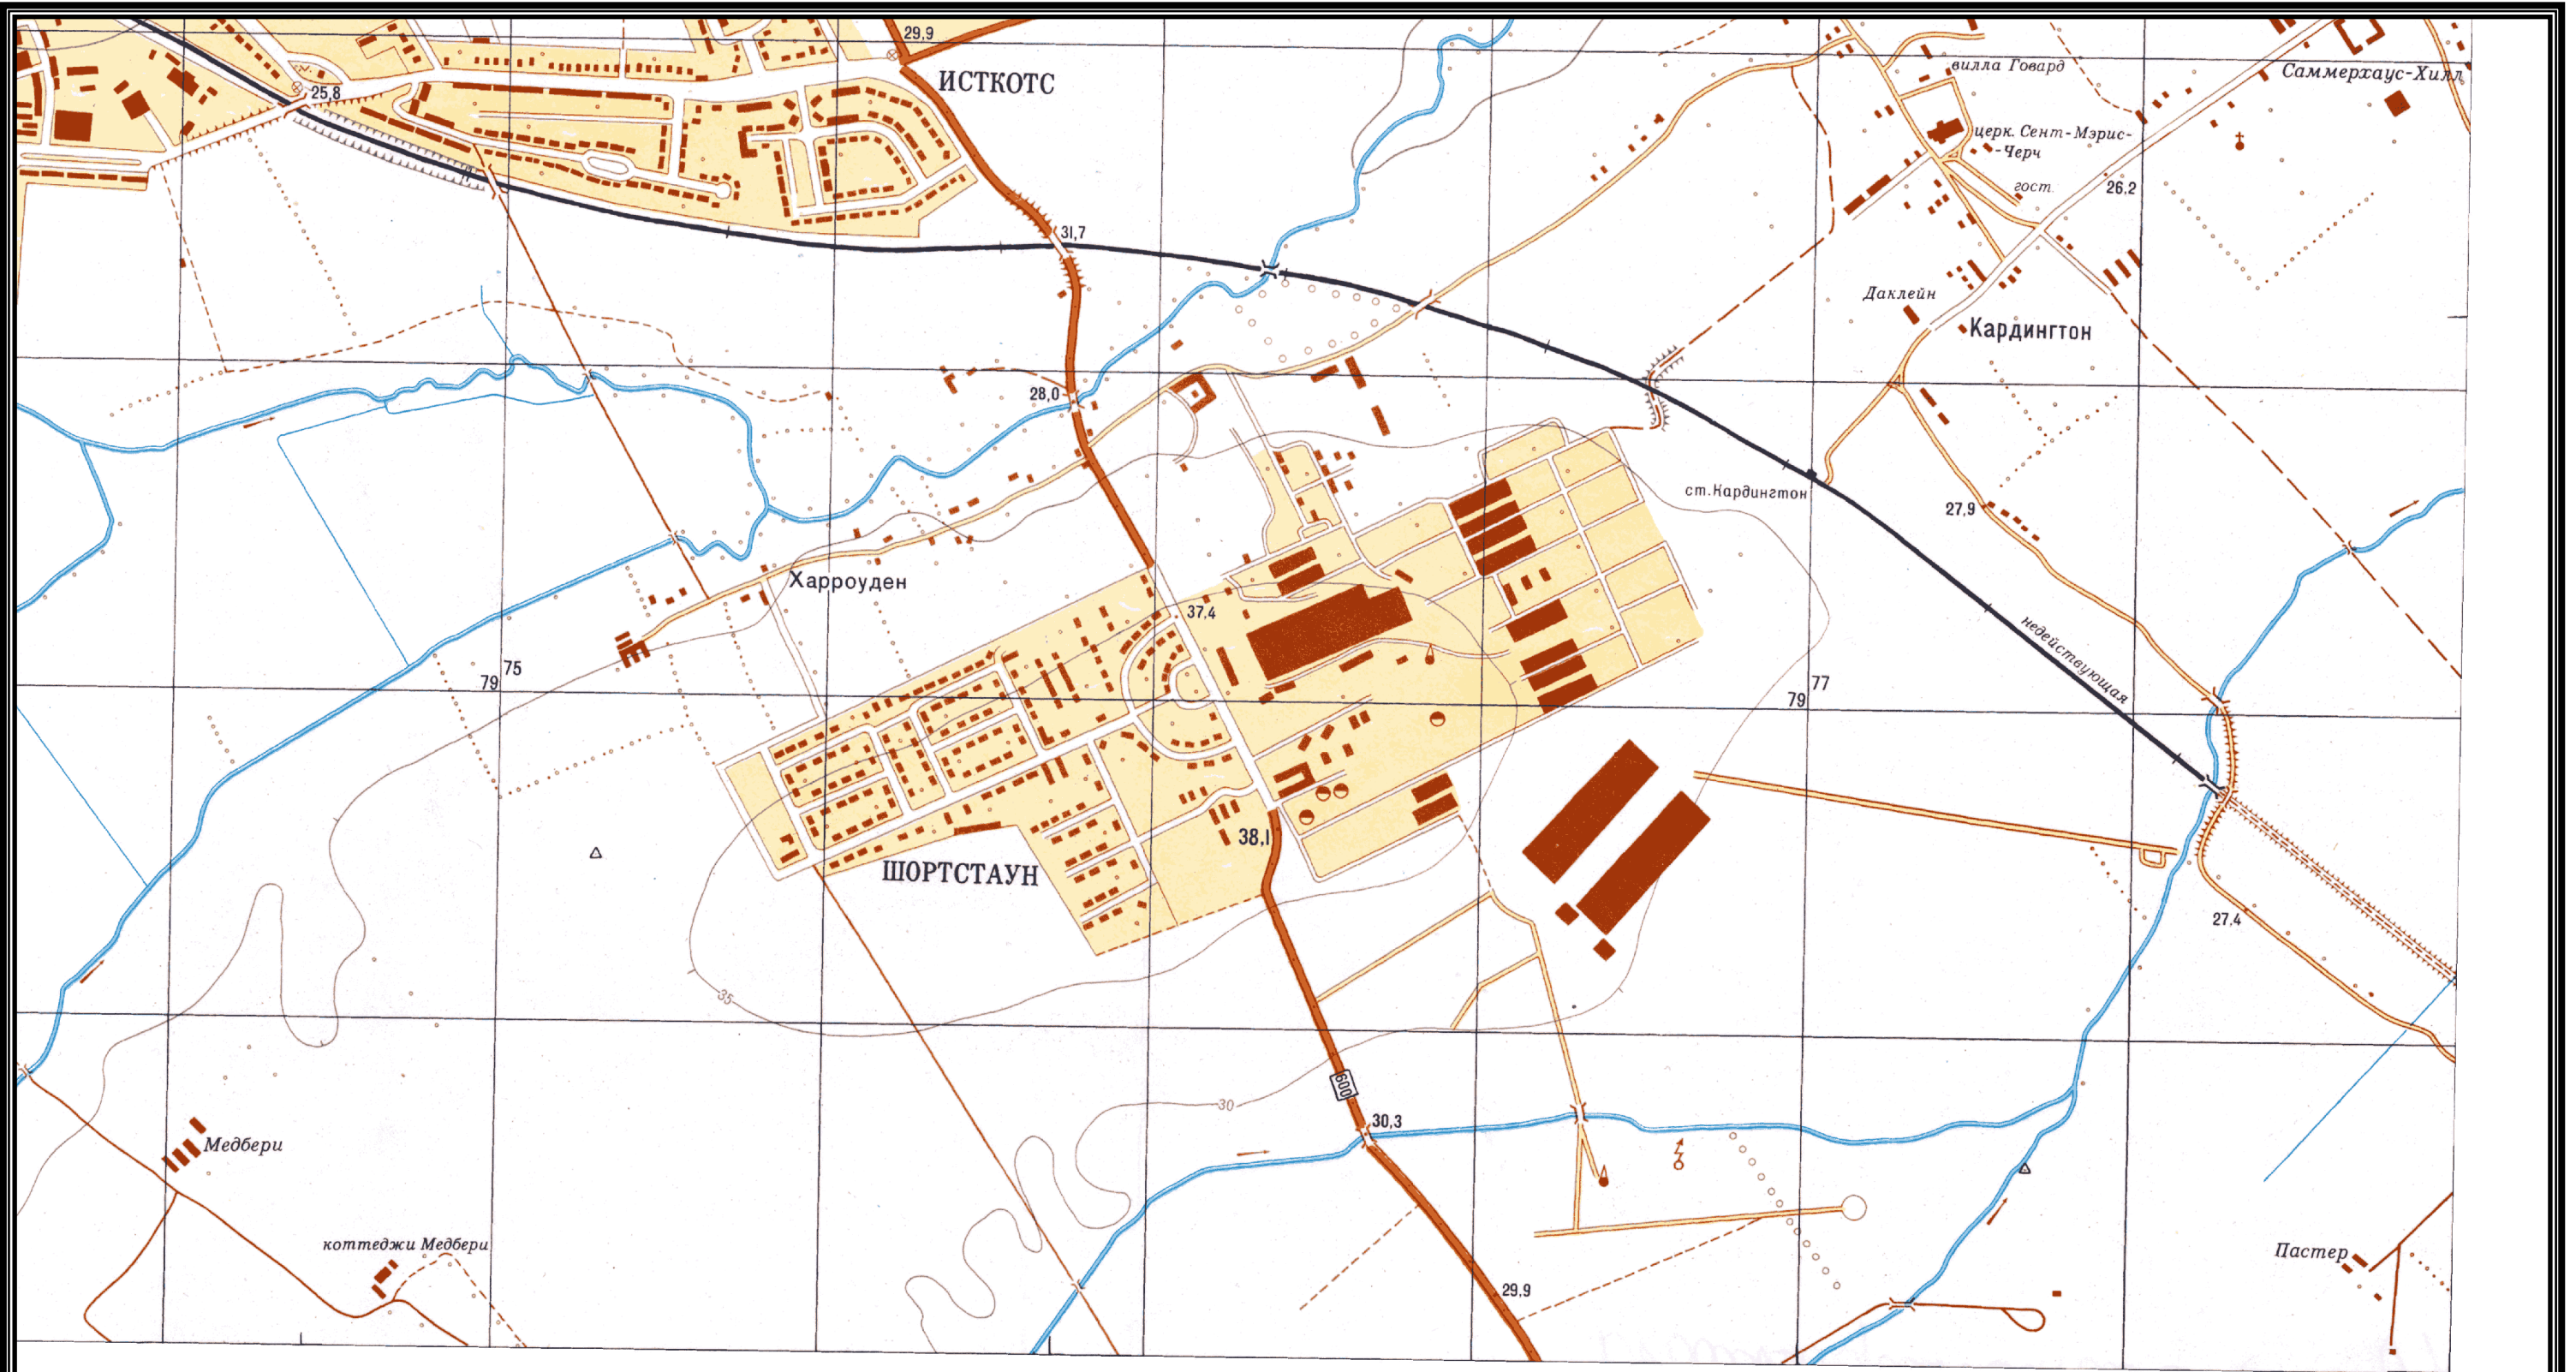 29,9
ИСТКОТС
вилла Говард
Саммерхаус-Хилл
25,8
церк. Сент-Мэрис-
-Черч
гост.
26,2
31,7
Даклейн
Кардингтон
28,0
ст.Кардингтон
27,9
Харроуден
37,4
недействующая
79 75
79 77
38,1
ШОРТСТАУН
27,4
35
600
30
30,3
Медбери
коттеджи Медбери
Пастер
29,9